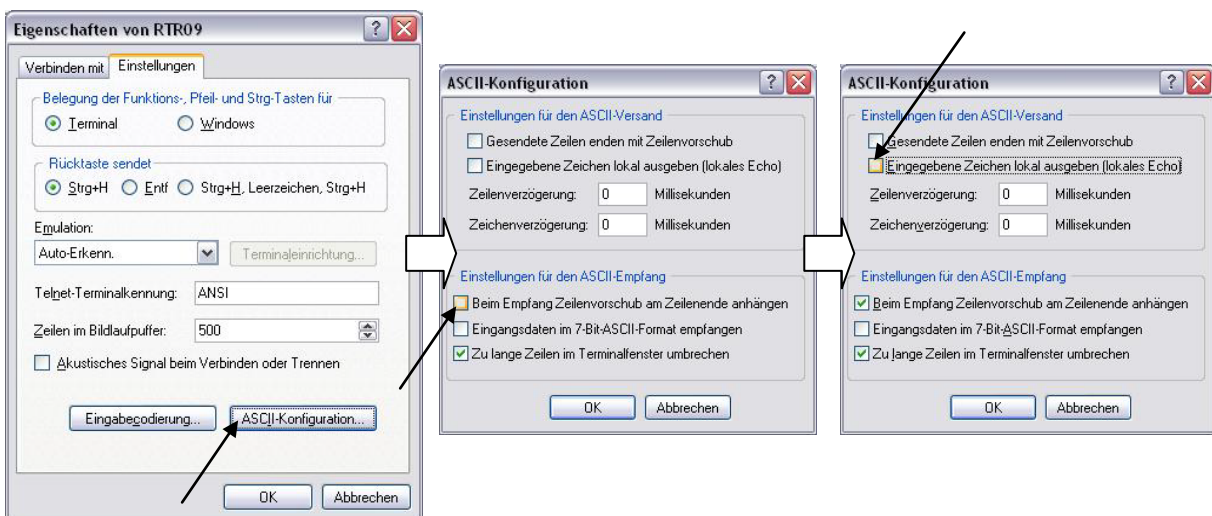 Eigenschaften von RTR09
Verbinden mit
Einstellungen
Belegung der Funktions-, Pfeil- und Strg-Tasten für
Terminal
Windows
Rücktaste sendet
Strg+H
Entf
Strg+H, Leerzeichen, Strg+H
Emulation:
Auto-Erkenn.
Terminaleinrichtung...
Telnet-Terminalkennung:
ANSI
Zeilen im Bildlaufpuffer:
500
Akustisches Signal beim Verbinden oder Trennen
Eingabecodierung...
ASCII-Konfiguration...
OK
Abbrechen
ASCII-Konfiguration
Einstellungen für den ASCII-Versand
Gesendete Zeilen enden mit Zeilenvorschub
Eingegebene Zeichen lokal ausgeben (lokales Echo)
Zeilenverzögerung:
0
Millisekunden
Zeichenverzögerung:
0
Millisekunden
Einstellungen für den ASCII-Empfang
Beim Empfang Zeilenvorschub am Zeilenende anhängen
Eingangsdaten im 7-Bit-ASCII-Format empfangen
Zu lange Zeilen im Terminalfenster umbrechen
OK
Abbrechen
ASCII-Konfiguration
Einstellungen für den ASCII-Versand
Gesendete Zeilen enden mit Zeilenvorschub
Eingegebene Zeichen lokal ausgeben (lokales Echo)
Zeilenverzögerung:
0
Millisekunden
Zeichenverzögerung:
0
Millisekunden
Einstellungen für den ASCII-Empfang
Beim Empfang Zeilenvorschub am Zeilenende anhängen
Eingangsdaten im 7-Bit-ASCII-Format empfangen
Zu lange Zeilen im Terminalfenster umbrechen
OK
Abbrechen